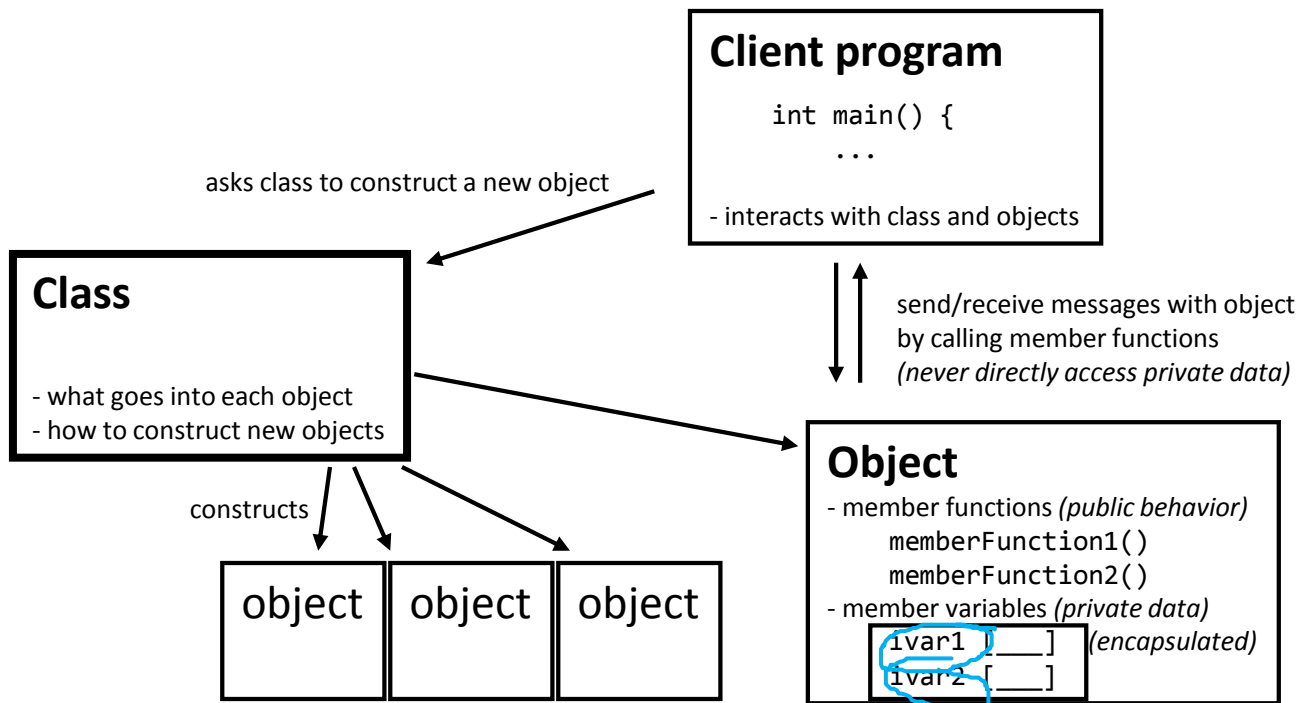 Client program
int main() {
...
- interacts with class and objects
asks class to construct a new object
Class
- what goes into each object
- how to construct new objects
send/receive messages with object
by calling member functions
(never directly access private data)
constructs
object
object
object
Object
- member functions (public behavior)
memberFunction1()
memberFunction2()
- member variables (private data)
ivar1 [___] (encapsulated)
ivar2 [___]